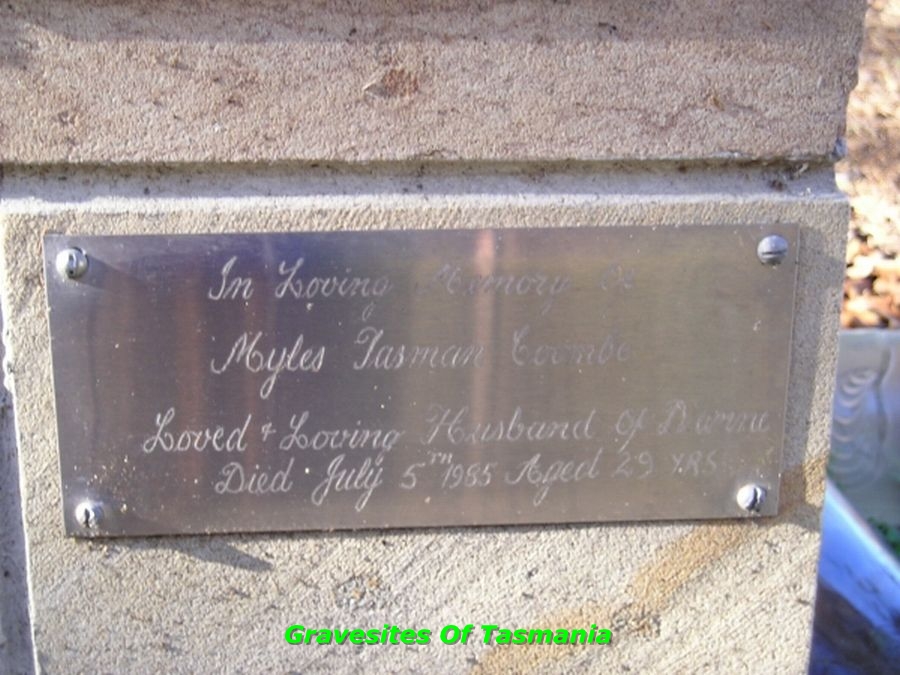 In Loving Memory Of
Myles Tasman Coombe
Loved & Loving Husband Of
Died July 5TH 1985 Aged 29 YRS
Gravesites Of Tasmania